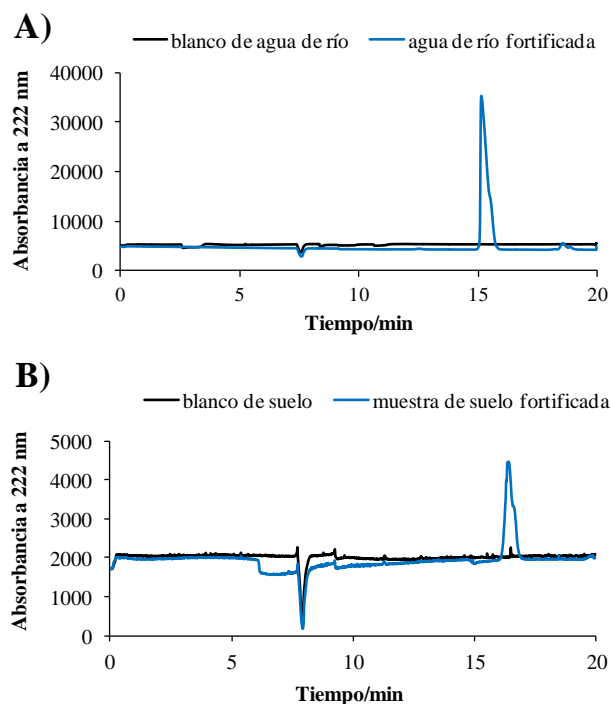 A)
blanco de agua de río agua de río fortificada
Absorbancia a 222 nm
40000
30000
20000
10000
0
0 5 10 15 20
Tiempo/min
B)
blanco de suelo muestra de suelo fortificada
Absorbancia a 222 nm
5000
4000
3000
2000
1000
0
0 5 10 15 20
Tiempo/min